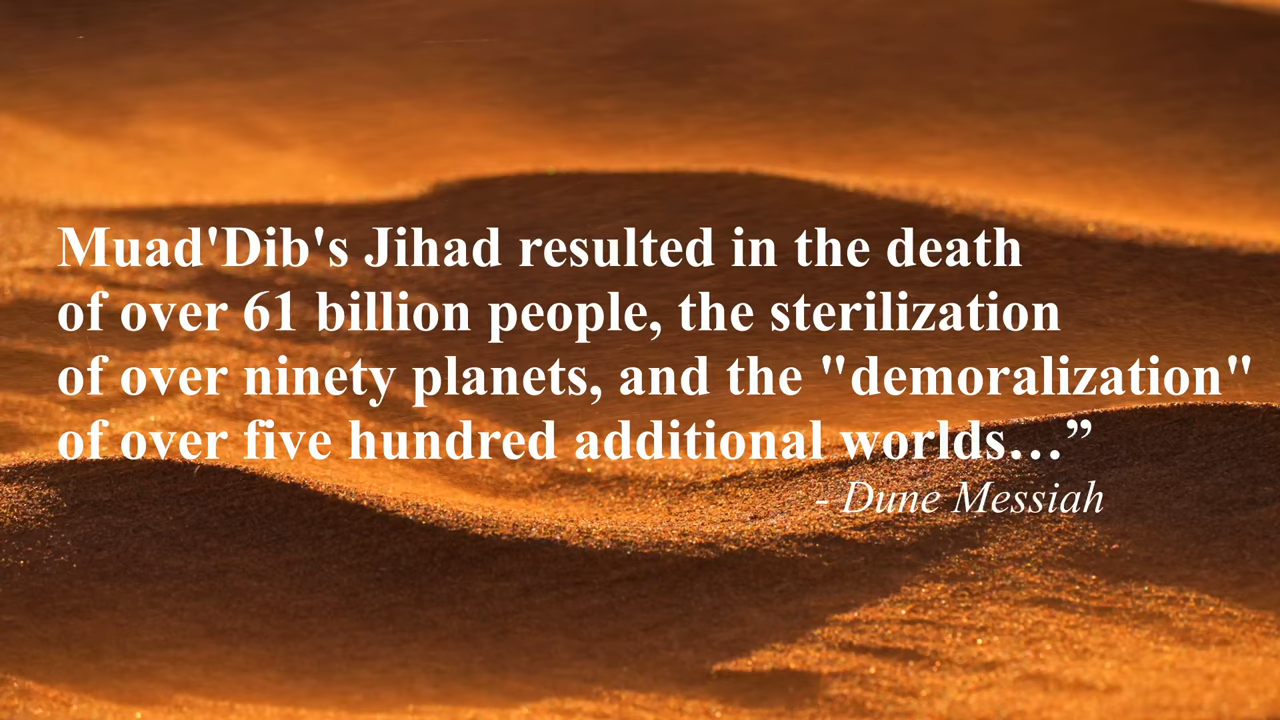 Muad'Dib's Jihad resulted in the death
of over 61 billion people, the sterilization
of over ninety planets, and the "demoralization"
of over five hundred additional worlds…”
- Dune Messiah